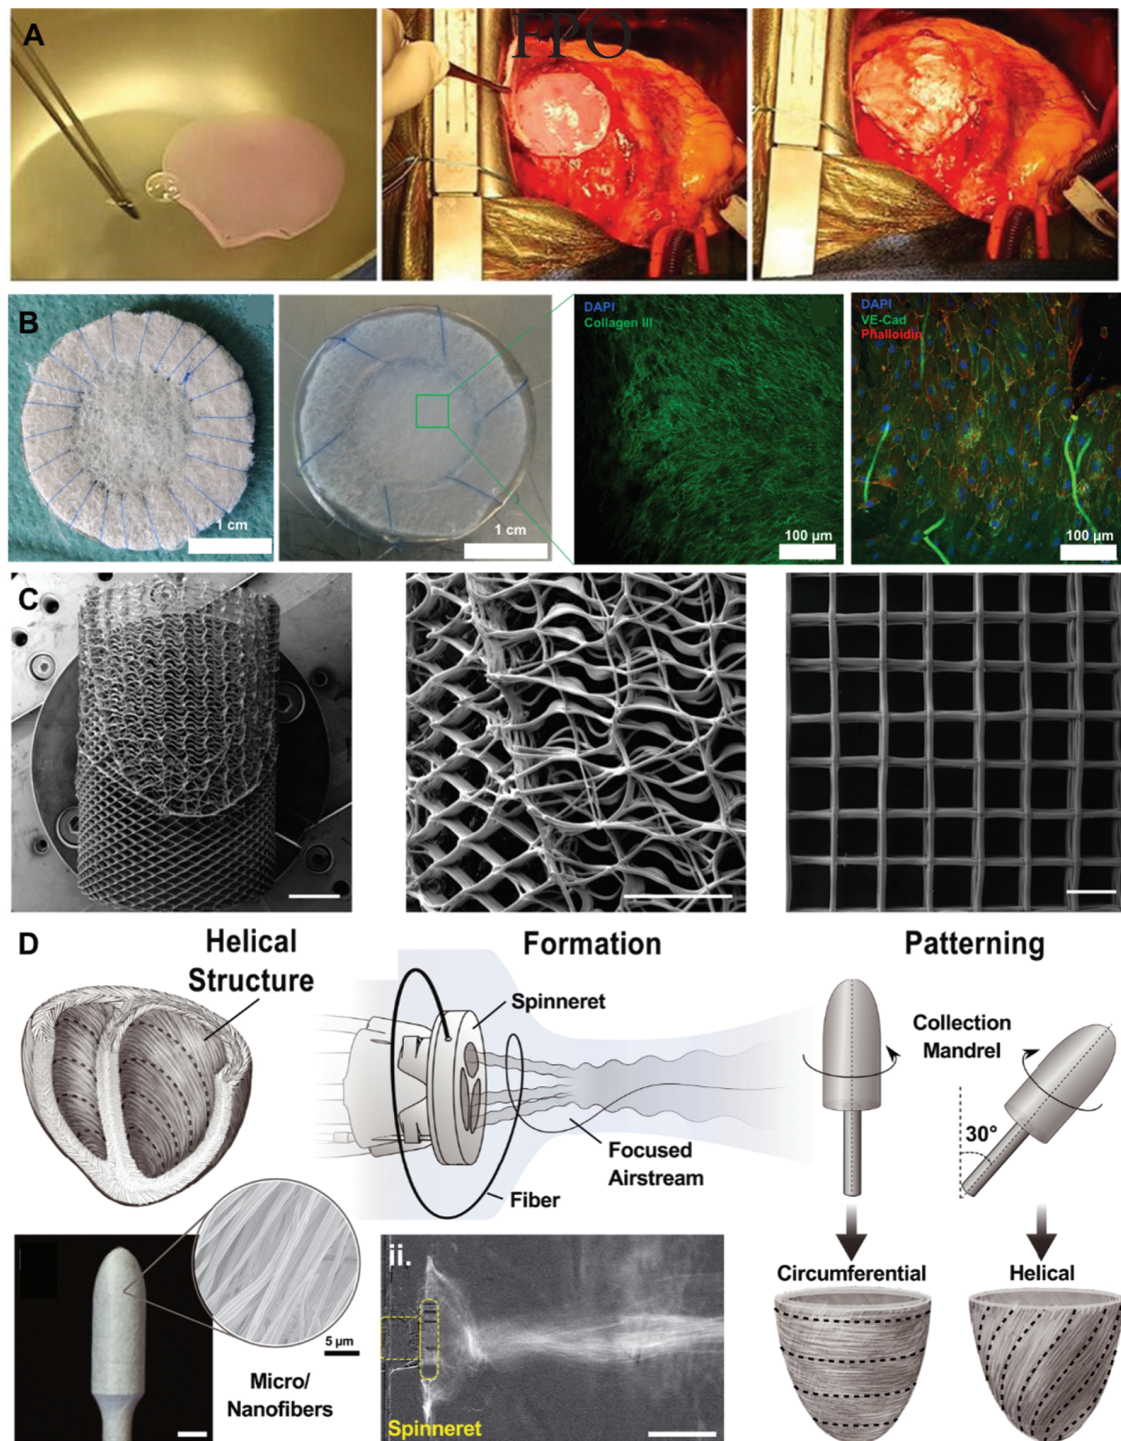 A
FPO
B
1 cm
1 cm
DAPI
Collagen III
100 µm
DAPI
VE-Cad
Phalloidin
100 µm
C
D
Helical
Structure
Formation
Patterning
Spinneret
Collection
Mandrel
30°
Focused
Airstream
Fiber
5 µm
Micro/
Nanofibers
ii.
Spinneret
Circumferential
Helical